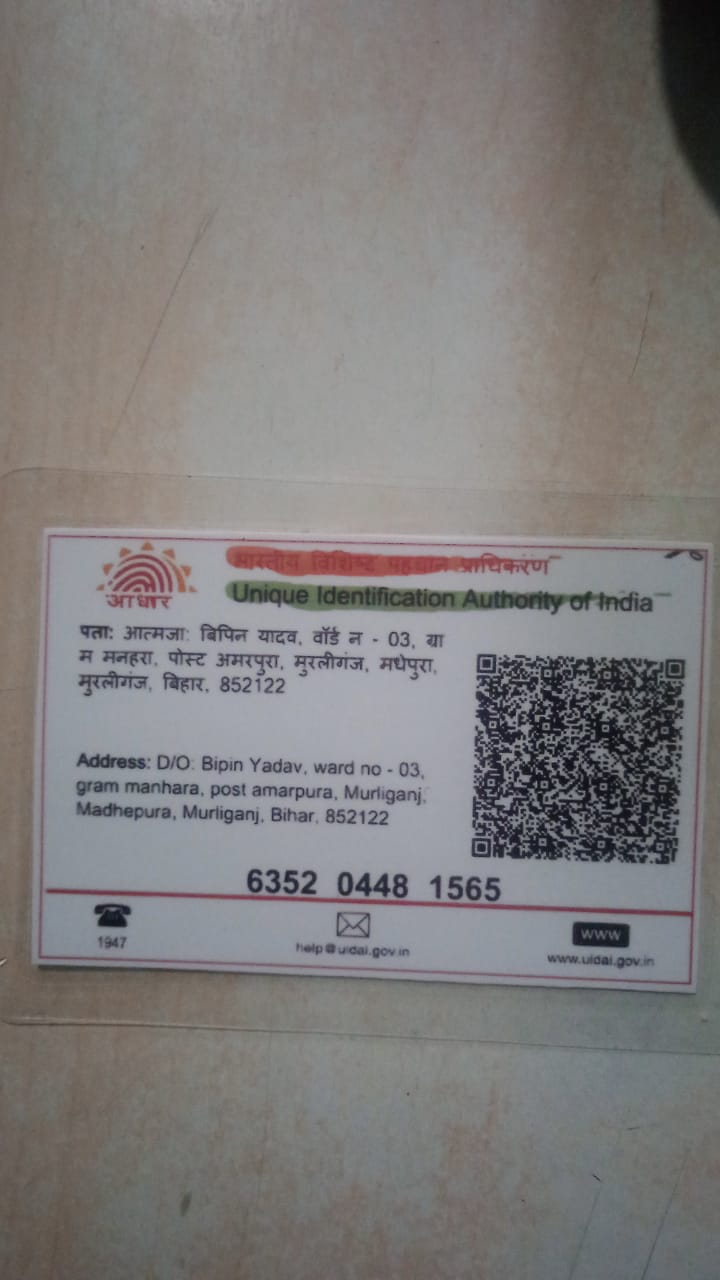 भारतीय विशिष्ट पहचान प्राधिकरण
Unique Identification Authority of India
आधार
पता: आत्मजा: बिपिन यादव, वॉर्ड न - 03, ग्रा
म मनहरा, पोस्ट अमरपुरा, मुरलीगंज, मधेपुरा,
मुरलीगंज, बिहार, 852122
Address: D/O: Bipin Yadav, ward no - 03,
gram manhara, post amarpura, Murliganj,
Madhepura, Murliganj, Bihar, 852122
6352 0448 1565
1947
help@uidai.gov.in
www
www.uidai.gov.in